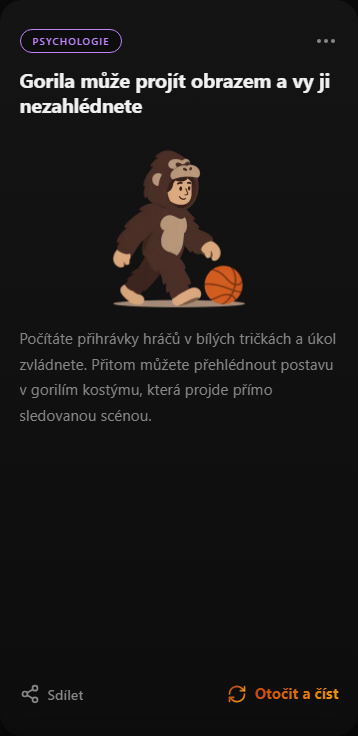 PSYCHOLOGIE
Gorila může projít obrazem a vy ji
nezahlédnete
Počítáte přihrávky hráčů v bílých tričkách a úkol
zvládnete. Přitom můžete přehlédnout postavu
v gorilím kostýmu, která projde přímo
sledovanou scénou.
Sdílet
Otočit a číst